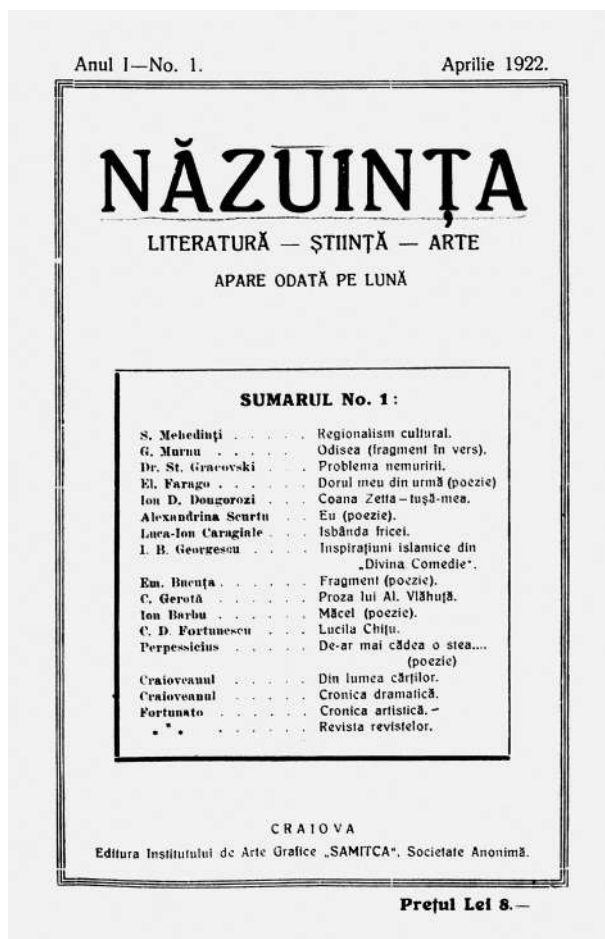 Anul I—No. 1. Aprilie 1922.
NĂZUINȚA
LITERATURĂ — ȘTIINȚĂ — ARTE
APARE ODATĂ PE LUNĂ
SUMARUL No. 1:
S. Mehedinți . . . . . Regionalism cultural.
G. Murnu . . . . . Odisea (fragment în vers).
Dr. St. Gracovski . . . Problema nemuririi.
El. Farago . . . . . . Dorul meu din urmă (poezie)
Ion D. Dougorozi . . . Coana Zetta – tușă-mea.
Alexandrina Scurtu . . Eu (poezie).
Luca-Ion Caragiale . . . Isbânda fricei.
I. B. Georgescu . . . . Inspirațiuni islamice din
„Divina Comedie".
Em. Bucuța . . . . . . Fragment (poezie).
C. Gerotă . . . . . . Proza lui Al. Vlăhuță.
Ion Barbu . . . . . Măcel (poezie).
C. D. Fortunescu . . . Lucila Chițu.
Perpessicius . . . . . De-ar mai cădea o stea....
(poezie)
Craioveanul . . . . . Din lumea cărților.
Craioveanul . . . . . Cronica dramatică.
Fortunato . . . . . . Cronica artistică. –
* * * . . . . . . Revista revistelor.
CRAIOVA
Editura Institutului de Arte Grafice „SAMITCA", Societate Anonimă.
Prețul Lei 8.—